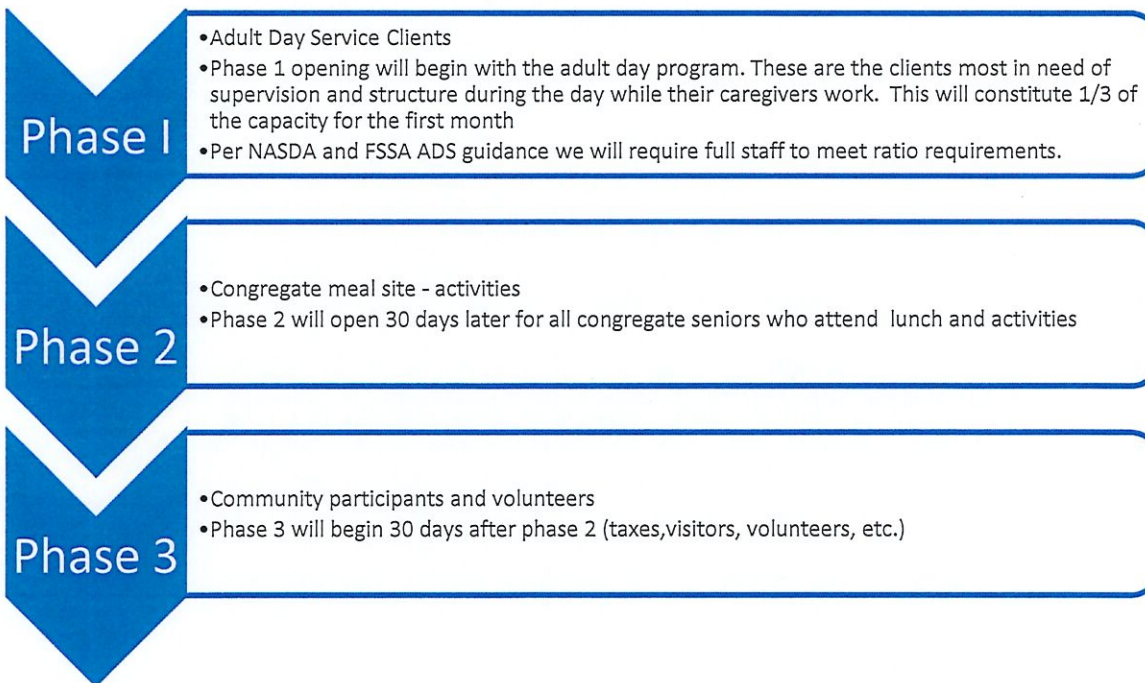 Phase I
•Adult Day Service Clients
•Phase 1 opening will begin with the adult day program. These are the clients most in need of
supervision and structure during the day while their caregivers work.  This will constitute 1/3 of
the capacity for the first month
•Per NASDA and FSSA ADS guidance we will require full staff to meet ratio requirements.
Phase 2
•Congregate meal site - activities
•Phase 2 will open 30 days later for all congregate seniors who attend  lunch and activities
Phase 3
•Community participants and volunteers
•Phase 3 will begin 30 days after phase 2 (taxes,visitors, volunteers, etc.)